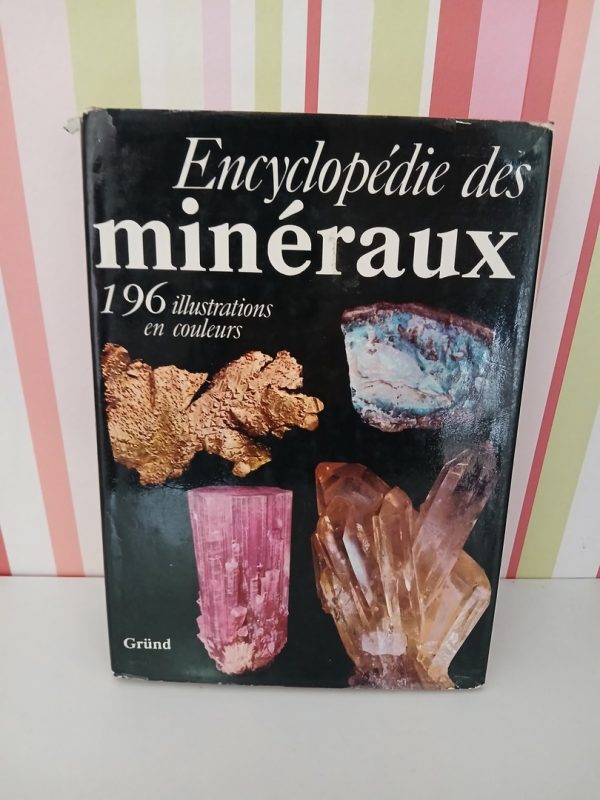 Encyclopédie des
minéraux
196 illustrations
en couleurs
Gründ